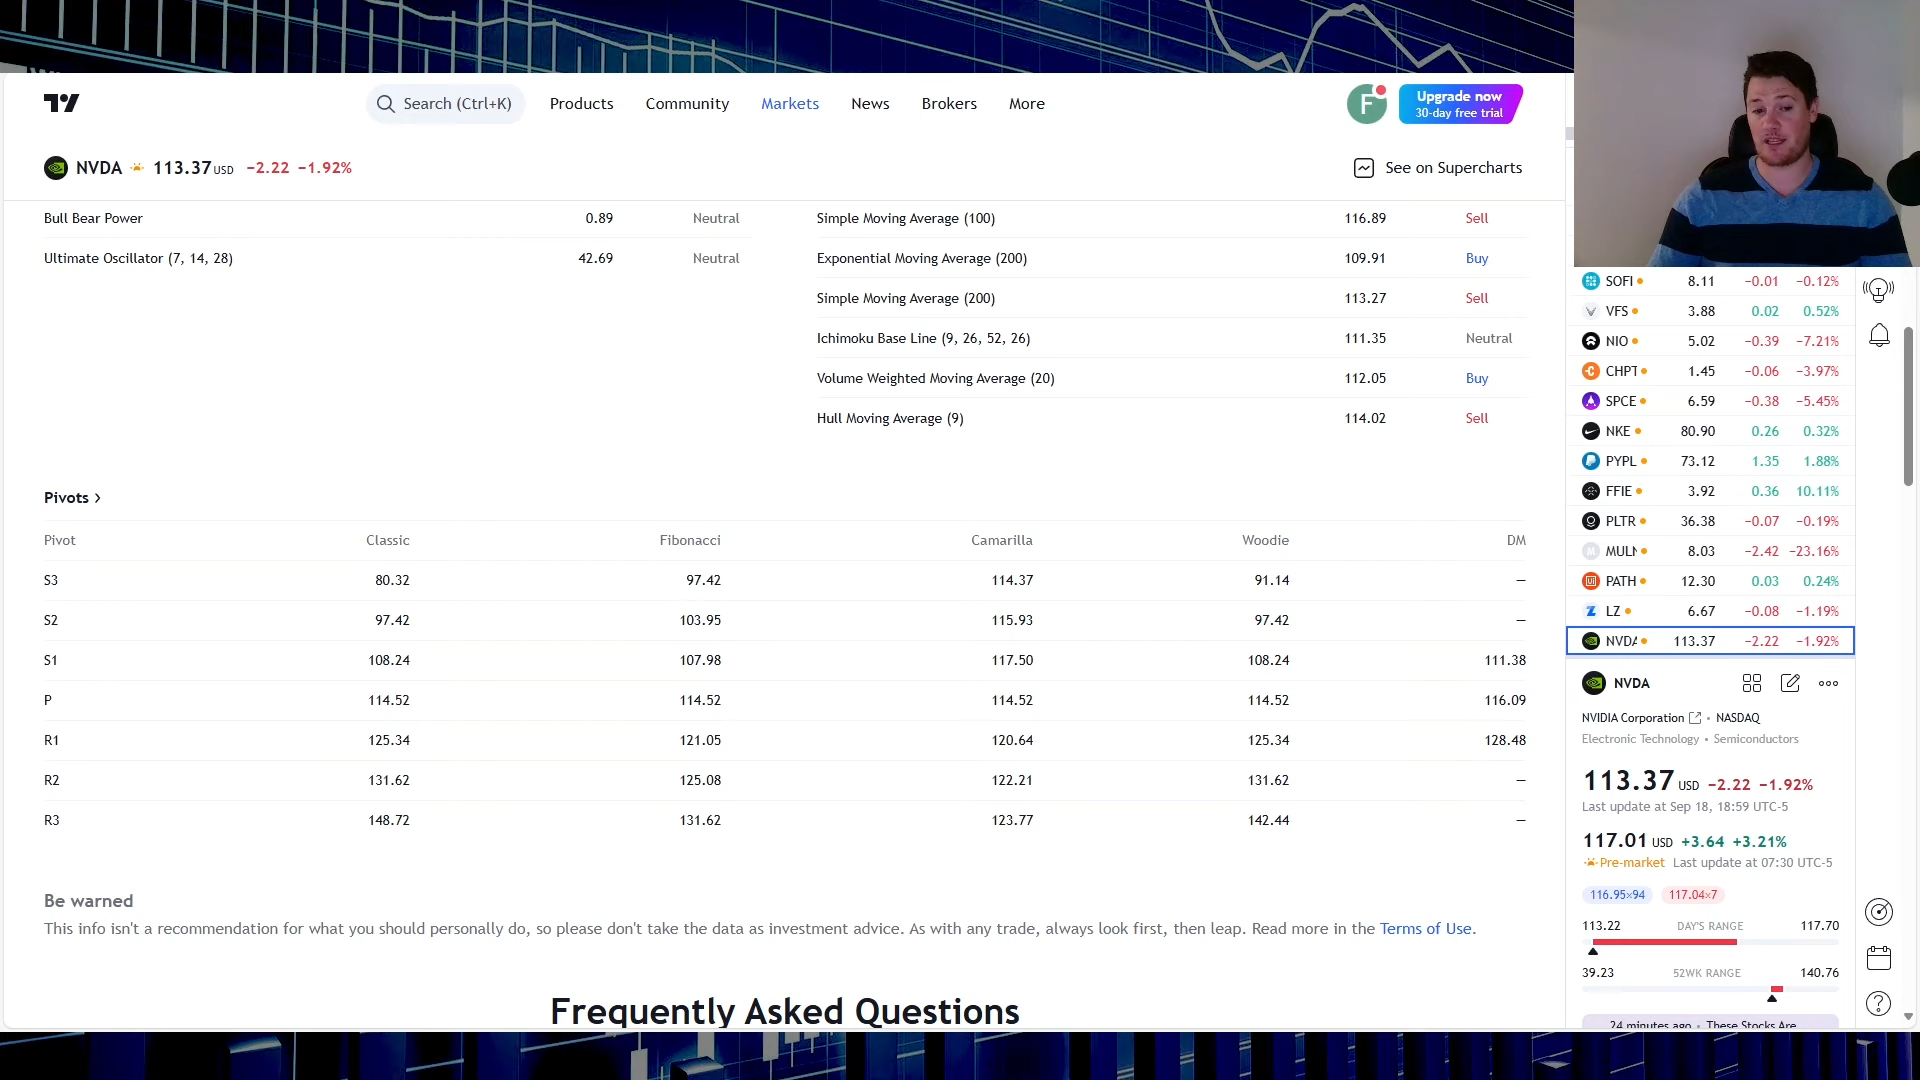 Search (Ctrl+K) Products Community Markets News Brokers More
F
Upgrade now
30-day free trial
NVDA 113.37 USD −2.22 −1.92%
See on Supercharts
Bull Bear Power 0.89 Neutral
Ultimate Oscillator (7, 14, 28) 42.69 Neutral
Simple Moving Average (100) 116.89 Sell
Exponential Moving Average (200) 109.91 Buy
Simple Moving Average (200) 113.27 Sell
Ichimoku Base Line (9, 26, 52, 26) 111.35 Neutral
Volume Weighted Moving Average (20) 112.05 Buy
Hull Moving Average (9) 114.02 Sell
Pivots
Pivot Classic Fibonacci Camarilla Woodie DM
S3 80.32 97.42 114.37 91.14 —
S2 97.42 103.95 115.93 97.42 —
S1 108.24 107.98 117.50 108.24 111.38
P 114.52 114.52 114.52 114.52 116.09
R1 125.34 121.05 120.64 125.34 128.48
R2 131.62 125.08 122.21 131.62 —
R3 148.72 131.62 123.77 142.44 —
Be warned
This info isn't a recommendation for what you should personally do, so please don't take the data as investment advice. As with any trade, always look first, then leap. Read more in the Terms of Use.
Frequently Asked Questions
SOFI 8.11 −0.01 −0.12%
VFS 3.88 0.02 0.52%
NIO 5.02 −0.39 −7.21%
CHPT 1.45 −0.06 −3.97%
SPCE 6.59 −0.38 −5.45%
NKE 80.90 0.26 0.32%
PYPL 73.12 1.35 1.88%
FFIE 3.92 0.36 10.11%
PLTR 36.38 −0.07 −0.19%
MULN 8.03 −2.42 −23.16%
PATH 12.30 0.03 0.24%
LZ 6.67 −0.08 −1.19%
NVDA 113.37 −2.22 −1.92%
NVDA
NVIDIA Corporation • NASDAQ
Electronic Technology • Semiconductors
113.37 USD −2.22 −1.92%
Last update at Sep 18, 18:59 UTC-5
117.01 USD +3.64 +3.21%
Pre-market Last update at 07:30 UTC-5
116.95×94 117.04×7
113.22 DAY'S RANGE 117.70
39.23 52WK RANGE 140.76
24 minutes ago • These Stocks Are